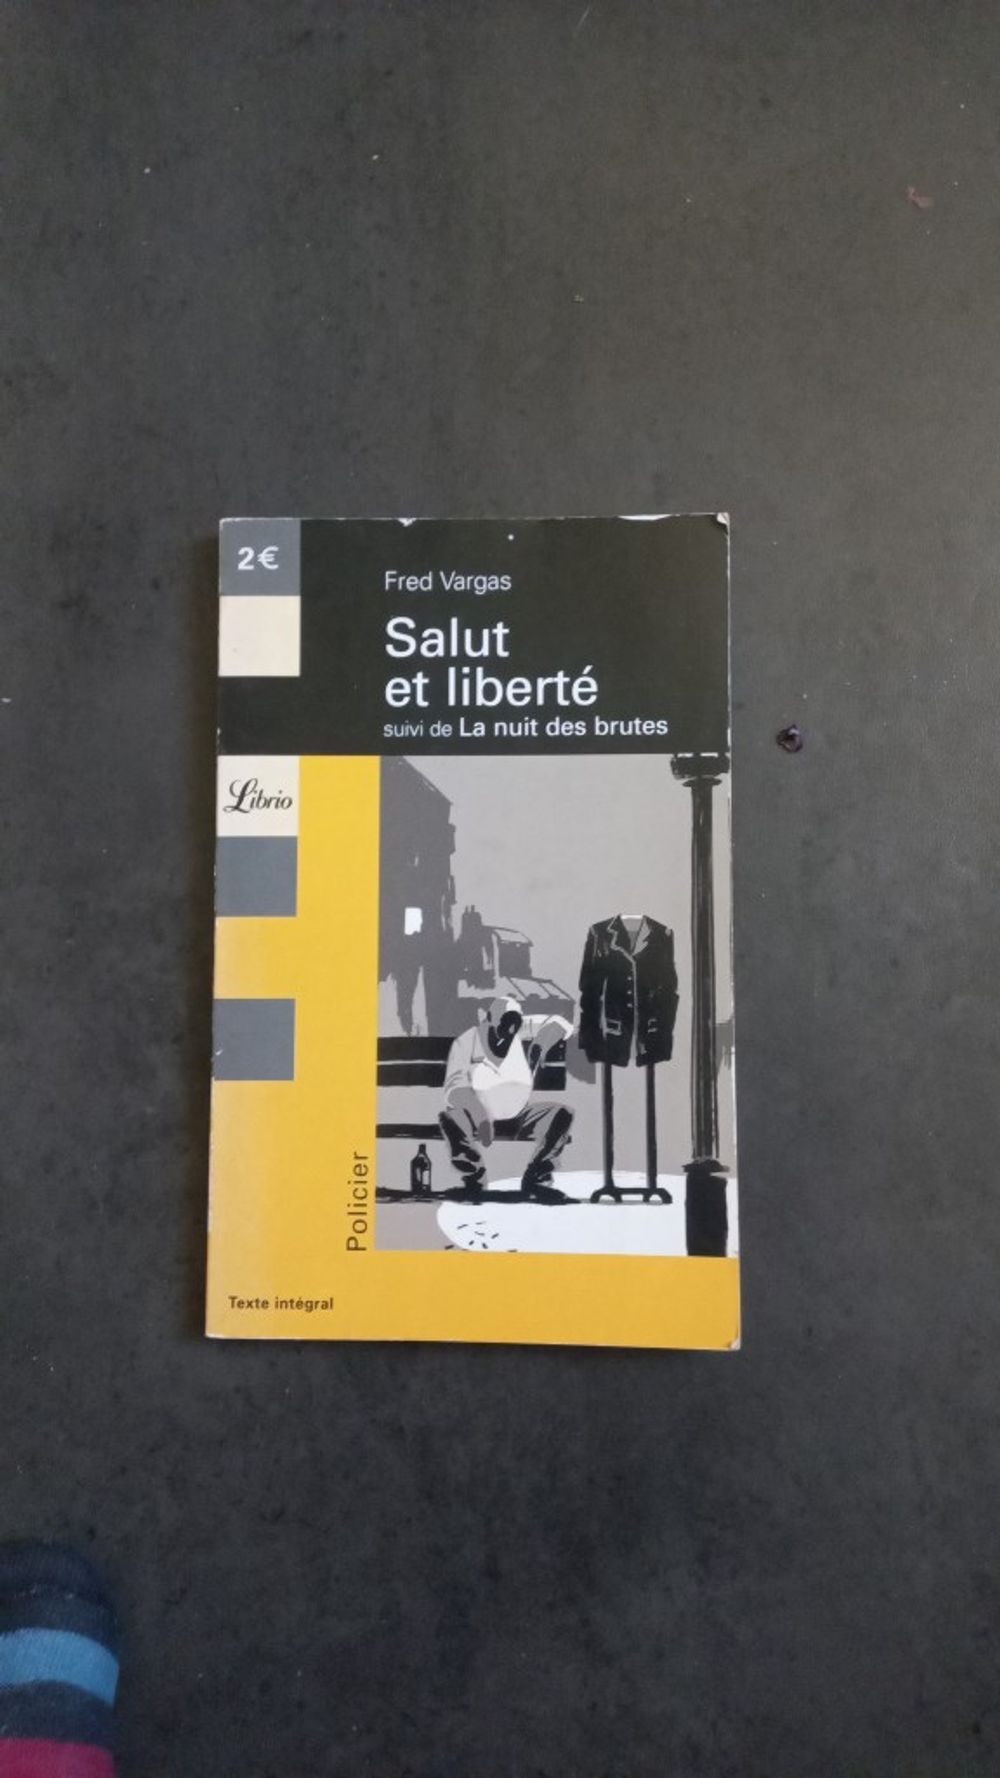 2€
Fred Vargas
Salut
et liberté
suivi de La nuit des brutes
Librio
Policier
Texte intégral